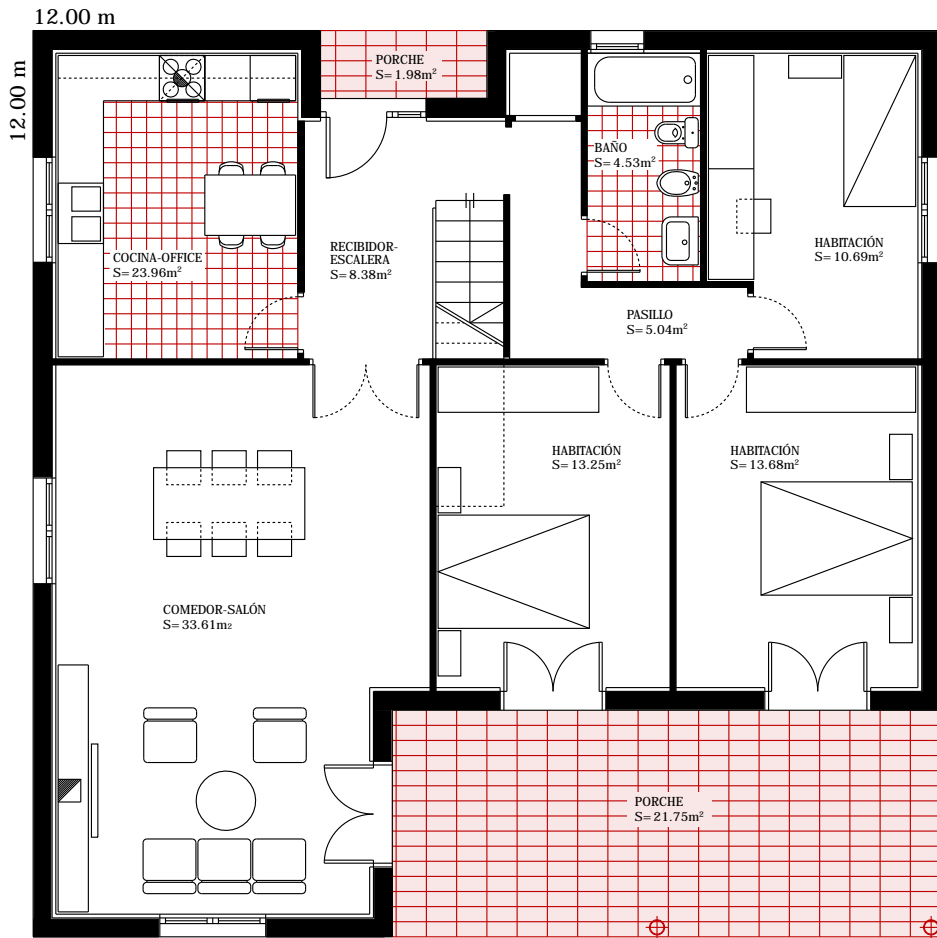 12.00 m
12.00 m
PORCHE
S=1.98m²
BAÑO
S=4.53m²
COCINA-OFFICE
S=23.96m²
RECIBIDOR-
ESCALERA
S=8.38m²
HABITACIÓN
S=10.69m²
PASILLO
S=5.04m²
HABITACIÓN
S=13.25m²
HABITACIÓN
S=13.68m²
COMEDOR-SALÓN
S=33.61m2
PORCHE
S=21.75m²